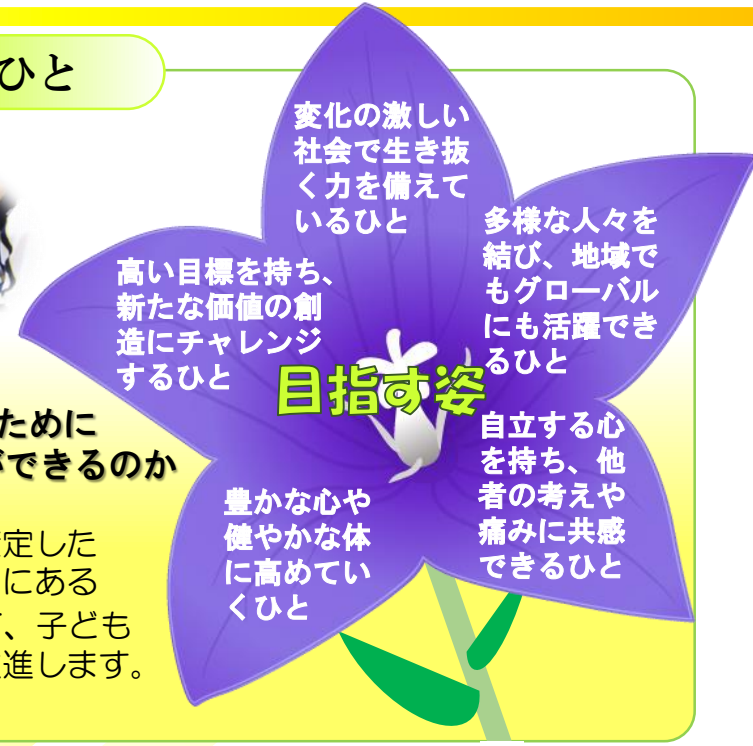 ひと
変化の激しい
社会で生き抜
く力を備えて
いるひと
多様な人々を
結び、地域で
もグローバル
にも活躍でき
るひと
高い目標を持ち、
新たな価値の創
造にチャレンジ
するひと
目指す姿
自立する心
を持ち、他
者の考えや
痛みに共感
できるひと
豊かな心や
健やかな体
に高めてい
くひと
ために
ができるのか
定した
にある
、子ども
進します。